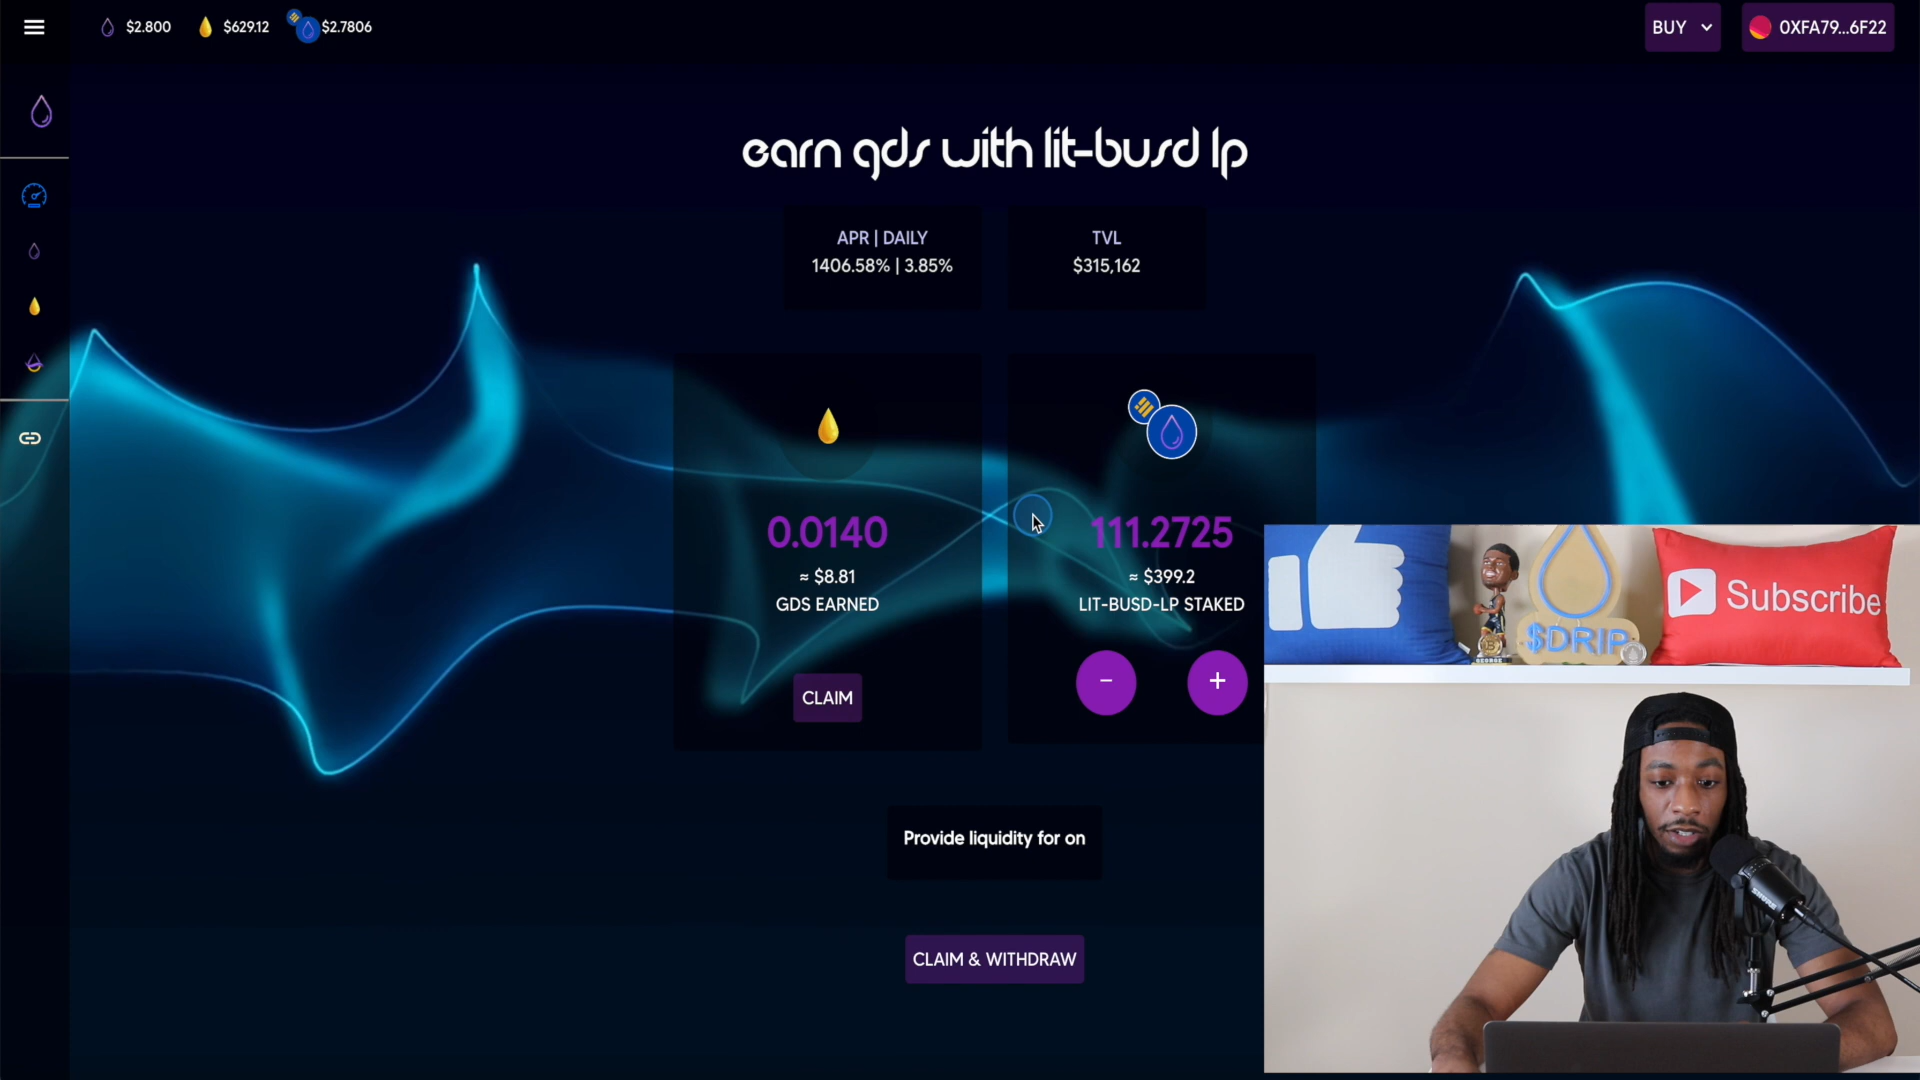 $2.800 $629.12 $2.7806 BUY 0XFA79...6F22
earn gds with lit-busd lp
APR | DAILY
1406.58% | 3.85%
TVL
$315,162
0.0140
≈ $8.81
GDS EARNED
CLAIM
111.2725
≈ $399.2
LIT-BUSD-LP STAKED
- +
Provide liquidity for on
CLAIM & WITHDRAW
Subscribe
$DRIP
GEORGE
SHURE